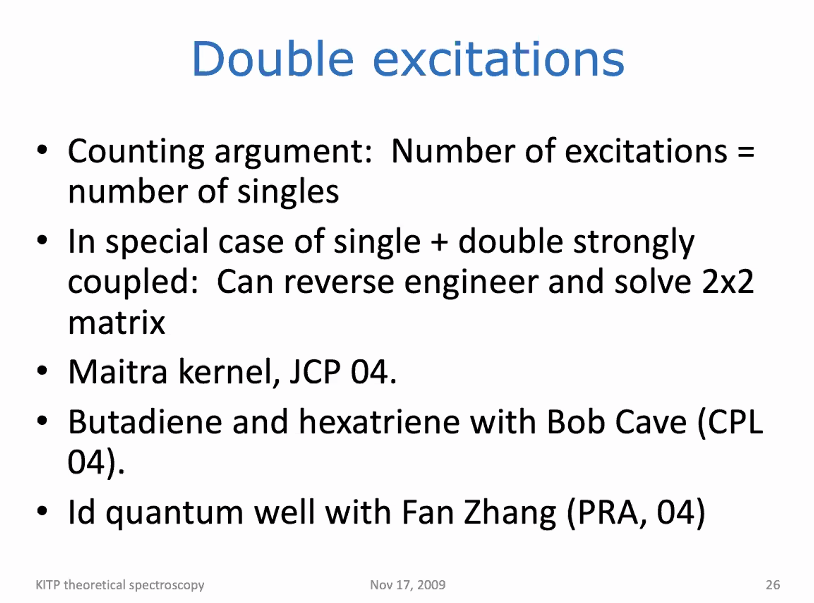 Double excitations
• Counting argument:  Number of excitations =
number of singles
• In special case of single + double strongly
coupled:  Can reverse engineer and solve 2x2
matrix
• Maitra kernel, JCP 04.
• Butadiene and hexatriene with Bob Cave (CPL
04).
• Id quantum well with Fan Zhang (PRA, 04)
KITP theoretical spectroscopy
Nov 17, 2009
26